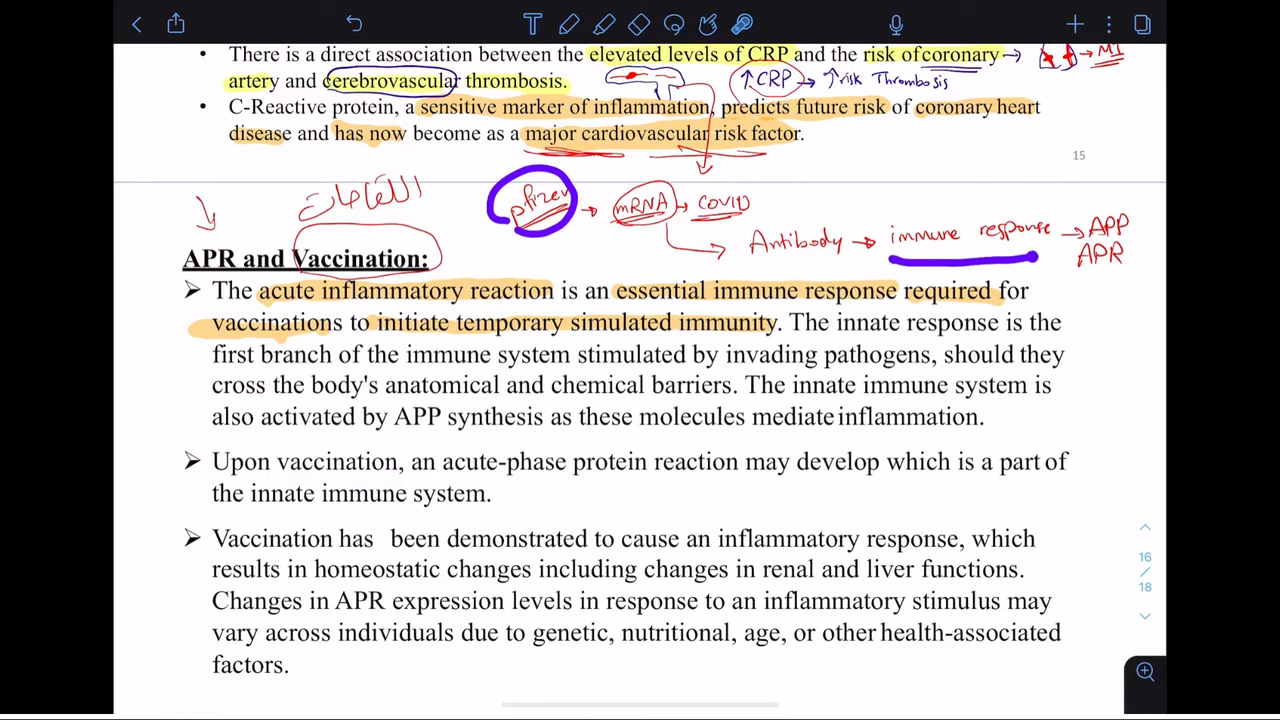 • There is a direct association between the elevated levels of CRP and the risk of coronary → → MI
artery and cerebrovascular thrombosis. ↑CRP → ↑risk Thrombosis
• C-Reactive protein, a sensitive marker of inflammation, predicts future risk of coronary heart
disease and has now become as a major cardiovascular risk factor.
15
اللقاحات
pfizer → mRNA → COVID
Antibody → immune response → APP
APR
APR and Vaccination:
➢ The acute inflammatory reaction is an essential immune response required for
vaccinations to initiate temporary simulated immunity. The innate response is the
first branch of the immune system stimulated by invading pathogens, should they
cross the body's anatomical and chemical barriers. The innate immune system is
also activated by APP synthesis as these molecules mediate inflammation.
➢ Upon vaccination, an acute-phase protein reaction may develop which is a part of
the innate immune system.
➢ Vaccination has been demonstrated to cause an inflammatory response, which
results in homeostatic changes including changes in renal and liver functions.
Changes in APR expression levels in response to an inflammatory stimulus may
vary across individuals due to genetic, nutritional, age, or other health-associated
factors.
16
/
18